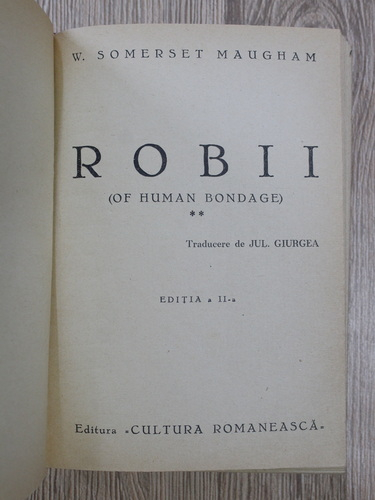 W. SOMERSET MAUGHAM
ROBII
(OF HUMAN BONDAGE)
**
Traducere de JUL. GIURGEA
EDIȚIA a II-a
Editura «CULTURA ROMANEASCĂ»